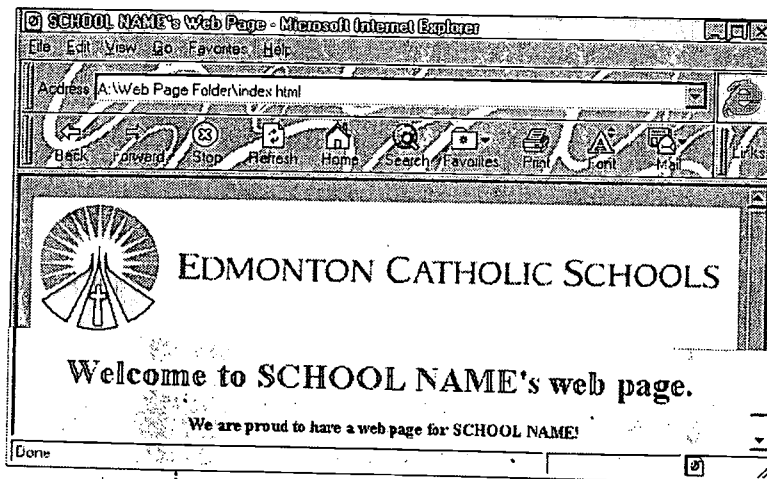 SCHOOL NAME's Web Page - Microsoft Internet Explorer
File Edit View Go Favorites Help
Address A:\Web Page Folder\index html
Back Forward Stop Refresh Home Search Favorites Print Font Mail Links
EDMONTON CATHOLIC SCHOOLS
Welcome to SCHOOL NAME's web page.
We are proud to have a web page for SCHOOL NAME!
Done